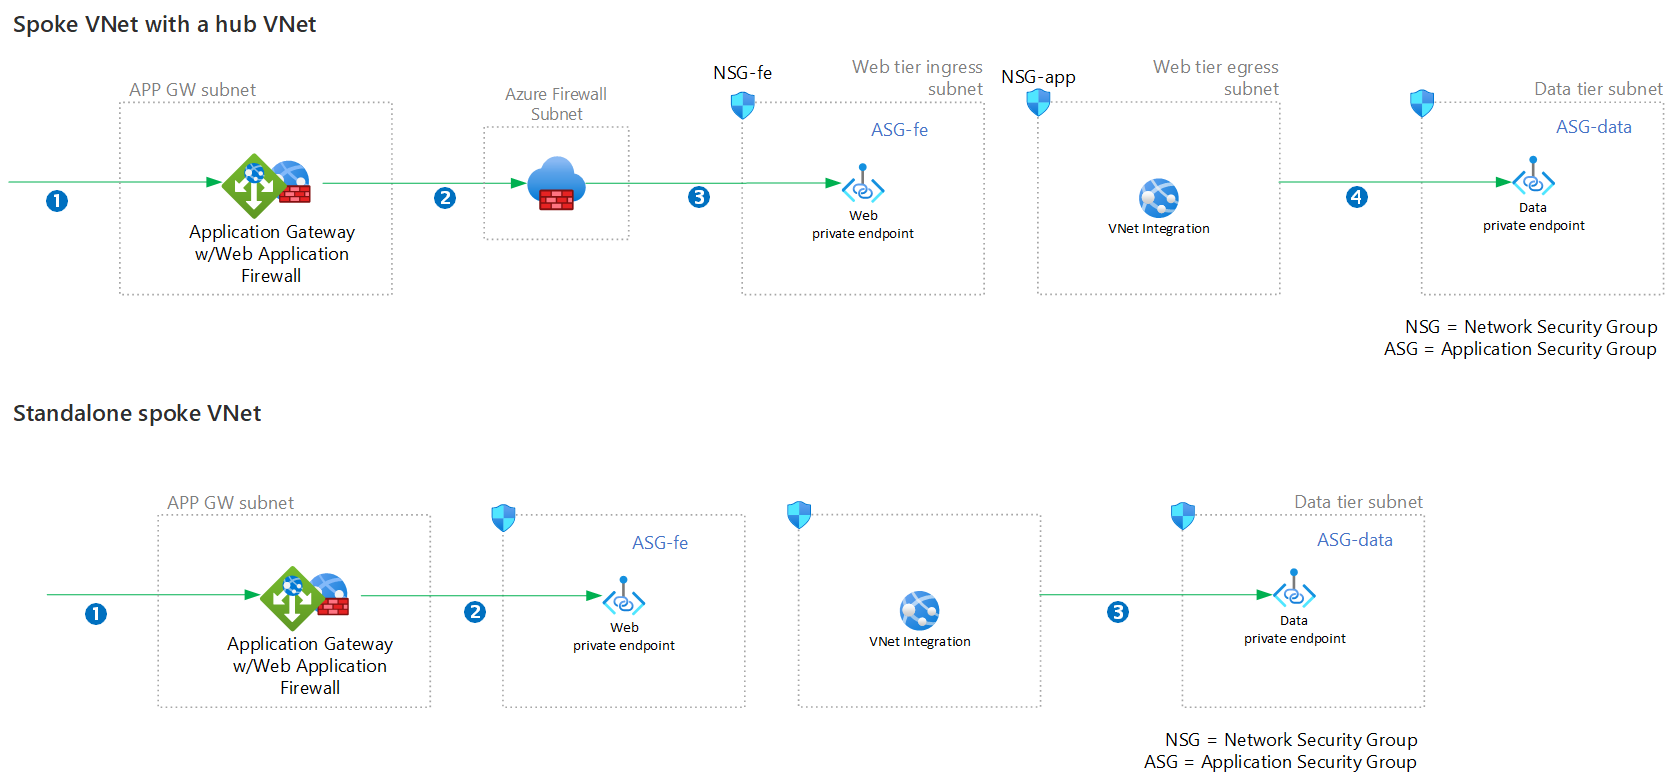 Spoke VNet with a hub VNet
APP GW subnet
Azure Firewall
Subnet
NSG-fe
Web tier ingress
subnet
NSG-app
Web tier egress
subnet
Data tier subnet
ASG-fe
ASG-data
1
2
3
4
Application Gateway
w/Web Application
Firewall
Web
private endpoint
VNet Integration
Data
private endpoint
NSG = Network Security Group
ASG = Application Security Group
Standalone spoke VNet
APP GW subnet
Data tier subnet
ASG-fe
ASG-data
1
2
3
Application Gateway
w/Web Application
Firewall
Web
private endpoint
VNet Integration
Data
private endpoint
NSG = Network Security Group
ASG = Application Security Group